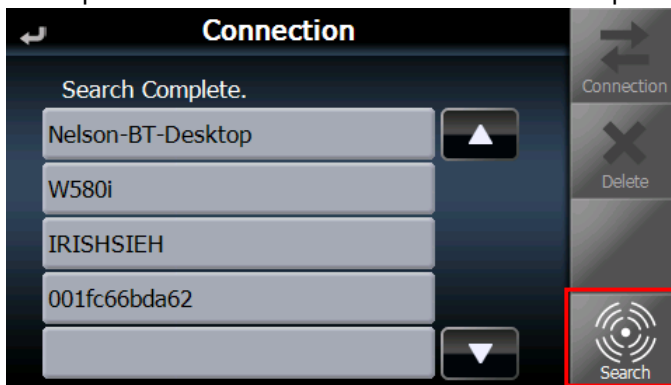 Connection
Search Complete.
Connection
Nelson-BT-Desktop
Delete
W580i
IRISHSIEH
001fc66bda62
Search